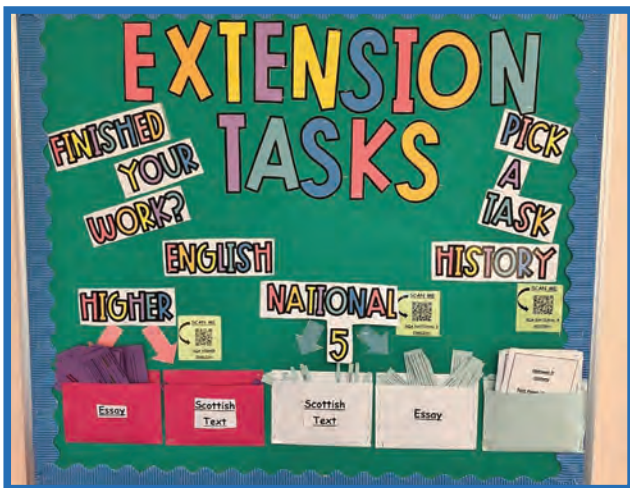 EXTENSION
TASKS
FINISHED
YOUR
WORK?
PICK
A
TASK
ENGLISH
HISTORY
HIGHER
NATIONAL
5
SCAN ME
SCAN ME
SCAN ME
Essay
Scottish
Text
Scottish
Text
Essay